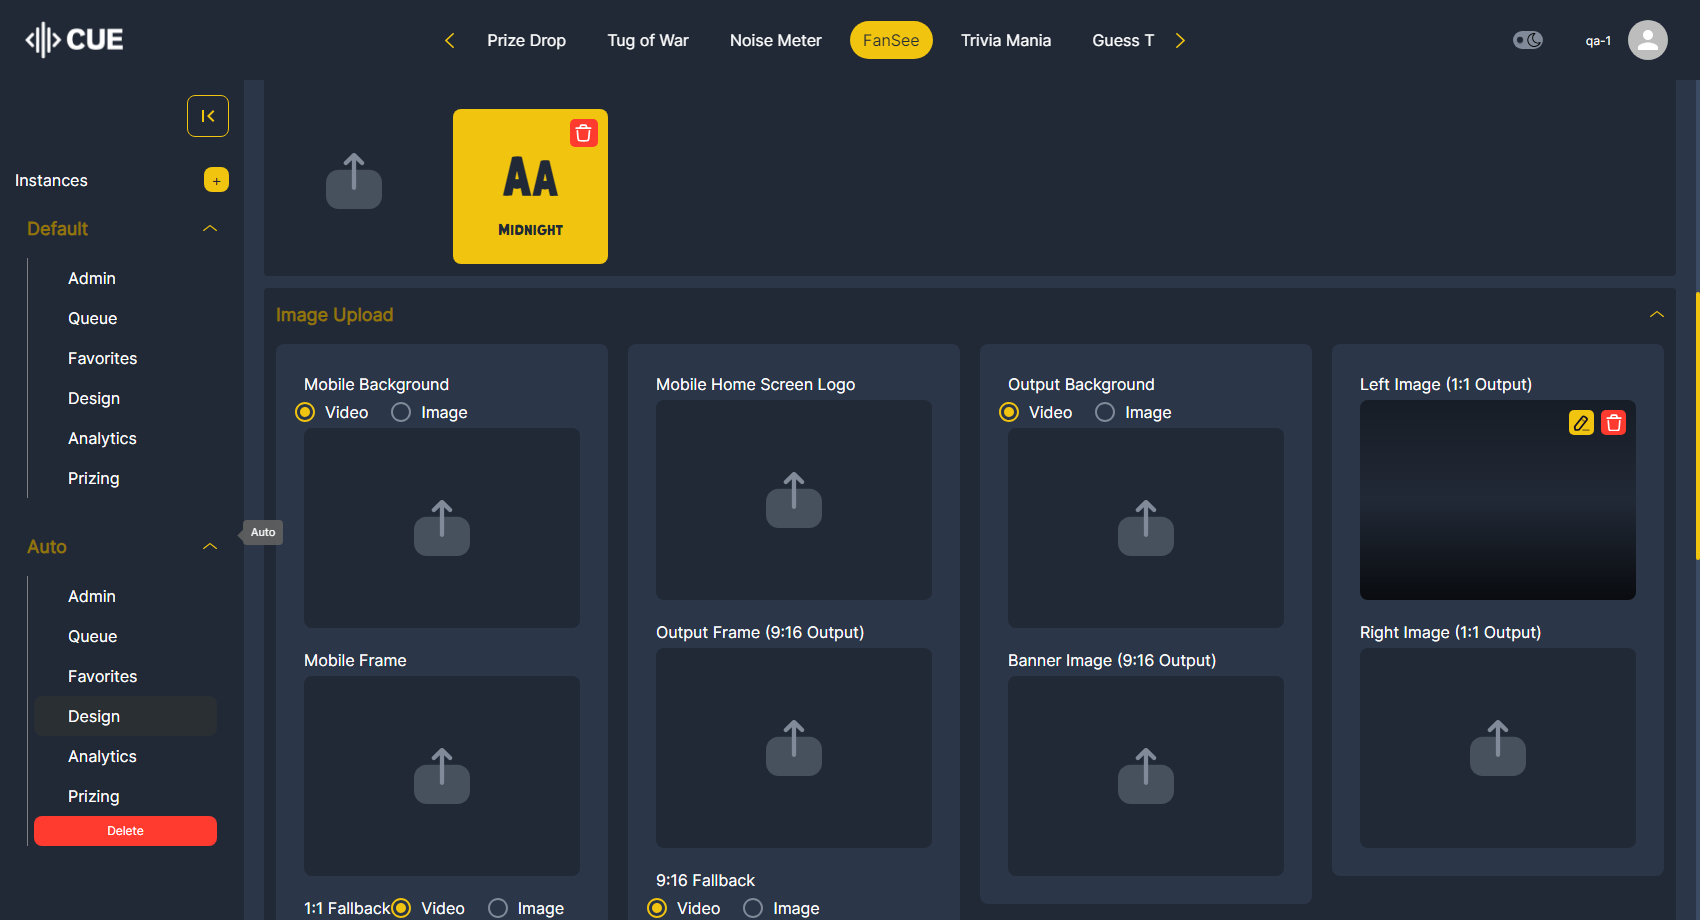 CUE
Prize Drop
Tug of War
Noise Meter
FanSee
Trivia Mania
Guess T
qa-1
Instances
+
Default
Admin
Queue
Favorites
Design
Analytics
Prizing
Auto
Auto
Admin
Queue
Favorites
Design
Analytics
Prizing
Delete
AA
MIDNIGHT
Image Upload
Mobile Background
Video Image
Mobile Frame
1:1 Fallback Video Image
Mobile Home Screen Logo
Output Frame (9:16 Output)
9:16 Fallback
Video Image
Output Background
Video Image
Banner Image (9:16 Output)
Left Image (1:1 Output)
Right Image (1:1 Output)